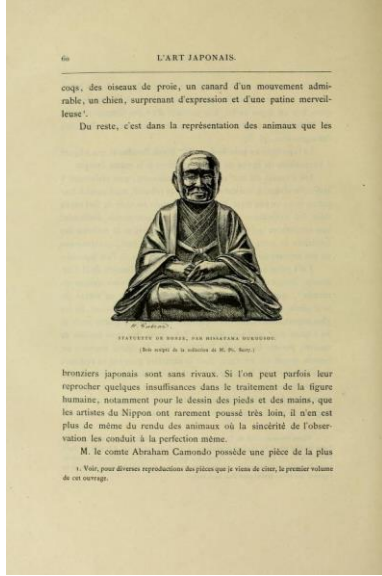 60
L'ART JAPONAIS.
coqs, des oiseaux de proie, un canard d'un mouvement admi-
rable, un chien, surprenant d'expression et d'une patine merveil-
leuse¹.
Du reste, c'est dans la représentation des animaux que les
STATUETTE DE BONZE, PAR
(Bois sculpté de la collection de M. Ph. Burty.)
bronziers japonais sont sans rivaux. Si l'on peut parfois leur
reprocher quelques insuffisances dans le traitement de la figure
humaine, notamment pour le dessin des pieds et des mains, que
les artistes du Nippon ont rarement poussé très loin, il n'en est
plus de même du rendu des animaux où la sincérité de l'obser-
vation les conduit à la perfection même.
M. le comte Abraham Camondo possède une pièce de la plus
1. Voir, pour diverses reproductions des pièces que je viens de citer, le premier volume
de cet ouvrage.